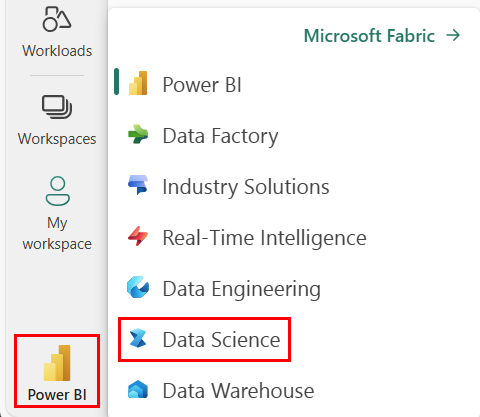 Workloads
Workspaces
My
workspace
Power BI
Microsoft Fabric
Power BI
Data Factory
Industry Solutions
Real-Time Intelligence
Data Engineering
Data Science
Data Warehouse